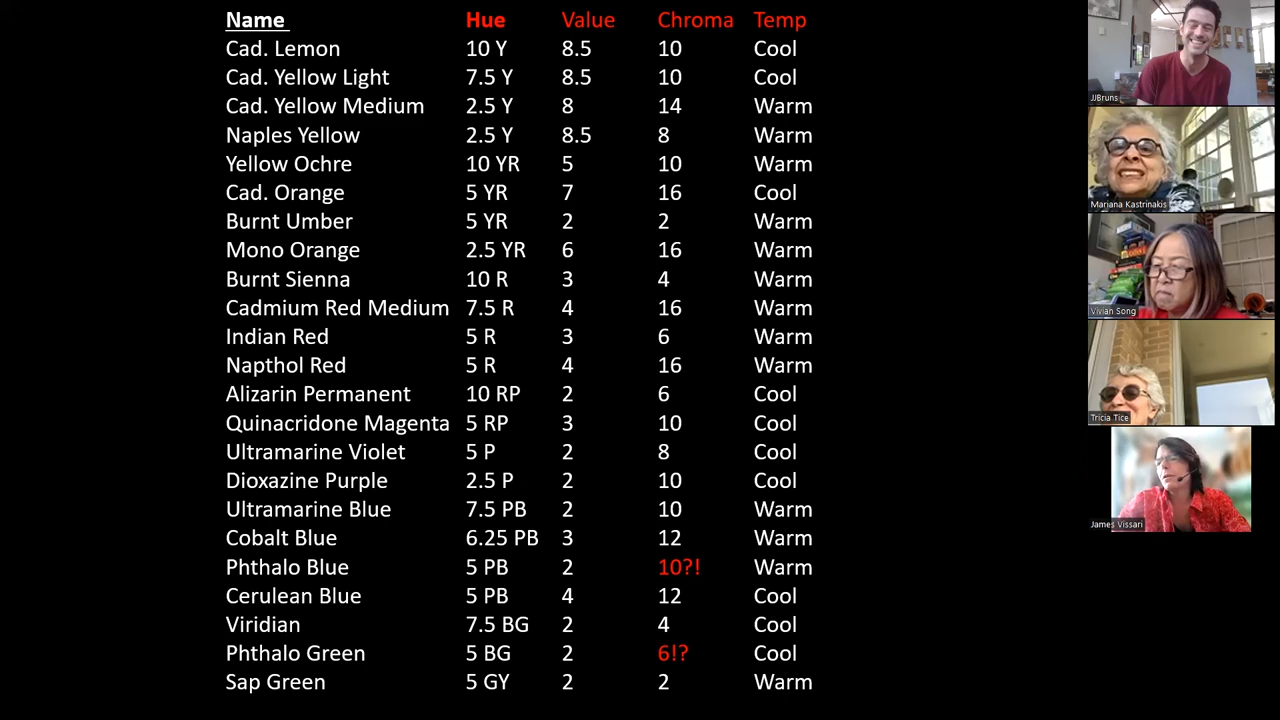 Name Hue Value Chroma Temp
Cad. Lemon 10 Y 8.5 10 Cool
Cad. Yellow Light 7.5 Y 8.5 10 Cool
Cad. Yellow Medium 2.5 Y 8 14 Warm
Naples Yellow 2.5 Y 8.5 8 Warm
Yellow Ochre 10 YR 5 10 Warm
Cad. Orange 5 YR 7 16 Cool
Burnt Umber 5 YR 2 2 Warm
Mono Orange 2.5 YR 6 16 Warm
Burnt Sienna 10 R 3 4 Warm
Cadmium Red Medium 7.5 R 4 16 Warm
Indian Red 5 R 3 6 Warm
Napthol Red 5 R 4 16 Warm
Alizarin Permanent 10 RP 2 6 Cool
Quinacridone Magenta 5 RP 3 10 Cool
Ultramarine Violet 5 P 2 8 Cool
Dioxazine Purple 2.5 P 2 10 Cool
Ultramarine Blue 7.5 PB 2 10 Warm
Cobalt Blue 6.25 PB 3 12 Warm
Phthalo Blue 5 PB 2 10?! Warm
Cerulean Blue 5 PB 4 12 Cool
Viridian 7.5 BG 2 4 Cool
Phthalo Green 5 BG 2 6!? Cool
Sap Green 5 GY 2 2 Warm
JJBruns
Mariana Kastrinakis
Vivian Song
Tricia Tice
James Vissari